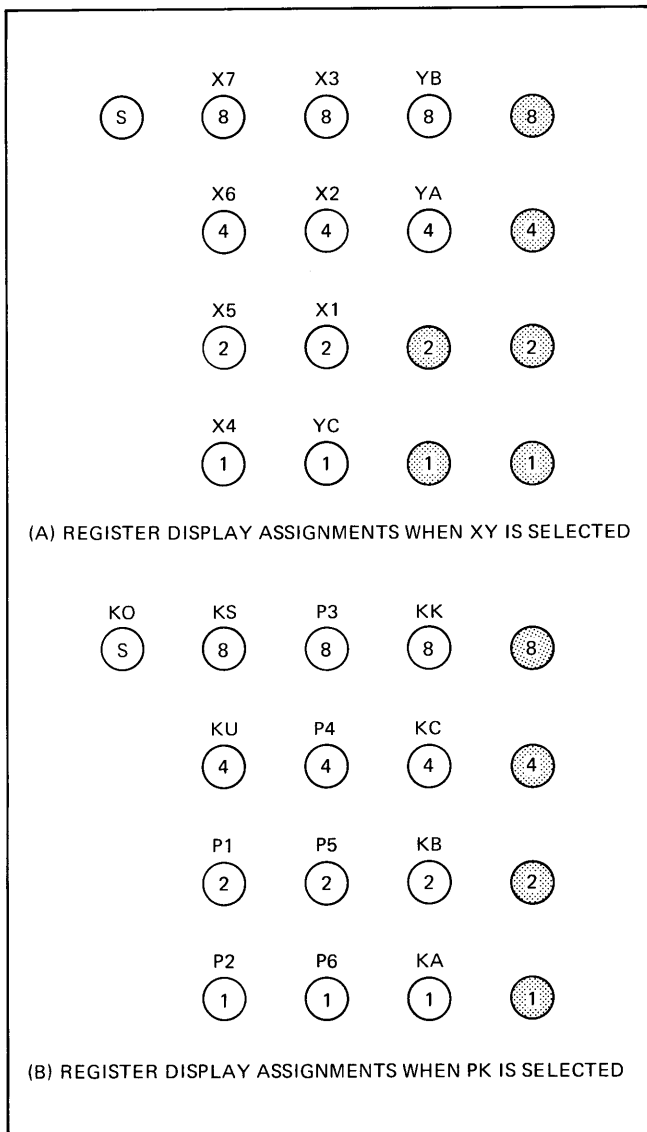 X7 X3 YB
S 8 8 8 8
X6 X2 YA
4 4 4 4
X5 X1
2 2 2 2
X4 YC
1 1 1 1
(A) REGISTER DISPLAY ASSIGNMENTS WHEN XY IS SELECTED
KO KS P3 KK
S 8 8 8 8
KU P4 KC
4 4 4 4
P1 P5 KB
2 2 2 2
P2 P6 KA
1 1 1 1
(B) REGISTER DISPLAY ASSIGNMENTS WHEN PK IS SELECTED